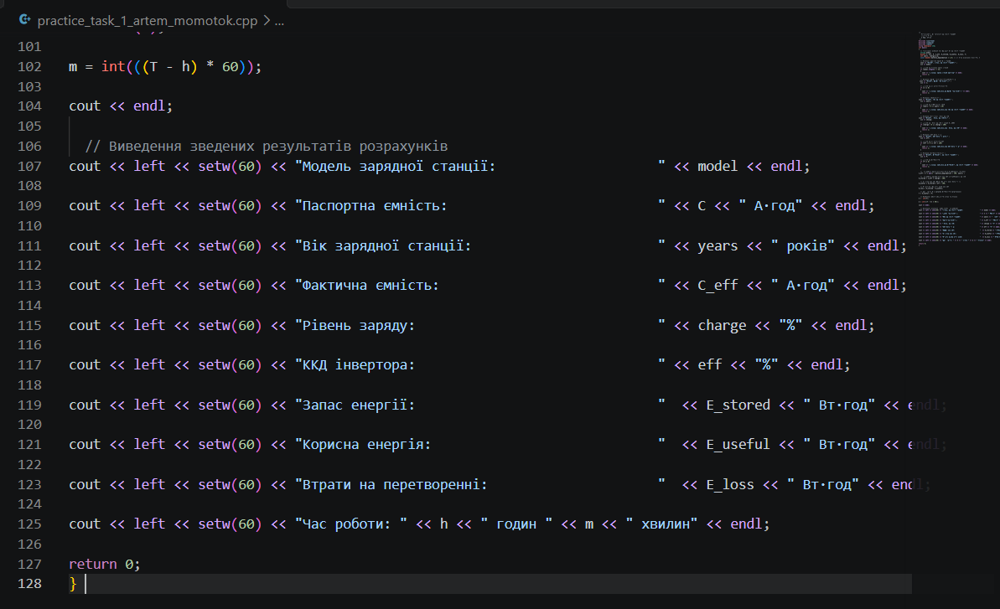 practice_task_1_artem_momotok.cpp > ...
101
102 m = int(((T - h) * 60));
103
104 cout << endl;
105
106 // Виведення зведених результатів розрахунків
107 cout << left << setw(60) << "Модель зарядної станції: " << model << endl;
108
109 cout << left << setw(60) << "Паспортна ємність: " << C << " А·год" << endl;
110
111 cout << left << setw(60) << "Вік зарядної станції: " << years << " років" << endl;
112
113 cout << left << setw(60) << "Фактична ємність: " << C_eff << " А·год" << endl;
114
115 cout << left << setw(60) << "Рівень заряду: " << charge << "%" << endl;
116
117 cout << left << setw(60) << "ККД інвертора: " << eff << "%" << endl;
118
119 cout << left << setw(60) << "Запас енергії: " << E_stored << " Вт·год" << endl;
120
121 cout << left << setw(60) << "Корисна енергія: " << E_useful << " Вт·год" << endl;
122
123 cout << left << setw(60) << "Втрати на перетворенні: " << E_loss << " Вт·год" << endl;
124
125 cout << left << setw(60) << "Час роботи: " << h << " годин " << m << " хвилин" << endl;
126
127 return 0;
128 }